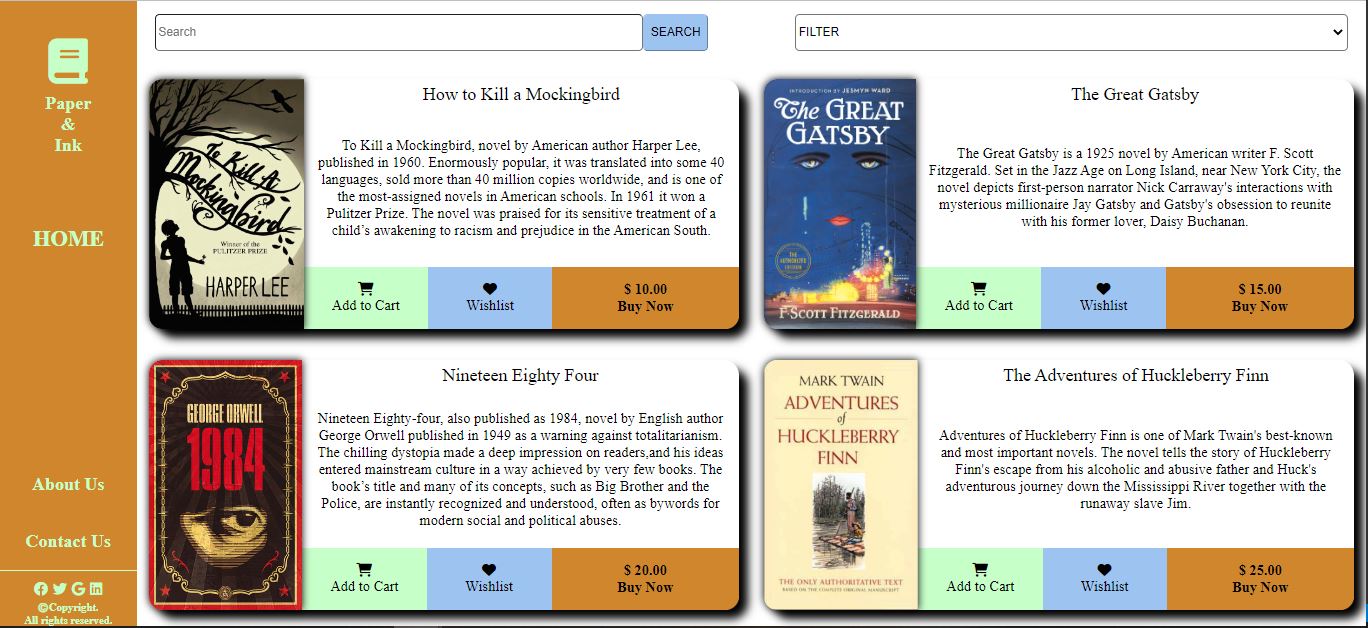 Paper
&
Ink
HOME
About Us
Contact Us
©Copyright.
All rights reserved.
Search
SEARCH
FILTER
To Kill A
Mockingbird
Winner of the
PULITZER PRIZE
HARPER LEE
How to Kill a Mockingbird
To Kill a Mockingbird, novel by American author Harper Lee,
published in 1960. Enormously popular, it was translated into some 40
languages, sold more than 40 million copies worldwide, and is one of
the most-assigned novels in American schools. In 1961 it won a
Pulitzer Prize. The novel was praised for its sensitive treatment of a
child’s awakening to racism and prejudice in the American South.
Add to Cart
Wishlist
$ 10.00
Buy Now
INTRODUCTION BY JESMYN WARD
The GREAT
GATSBY
THE
AUTHORIZED
EDITION
F. SCOTT FITZGERALD
The Great Gatsby
The Great Gatsby is a 1925 novel by American writer F. Scott
Fitzgerald. Set in the Jazz Age on Long Island, near New York City, the
novel depicts first-person narrator Nick Carraway's interactions with
mysterious millionaire Jay Gatsby and Gatsby's obsession to reunite
with his former lover, Daisy Buchanan.
Add to Cart
Wishlist
$ 15.00
Buy Now
GEORGE ORWELL
1984
Nineteen Eighty Four
Nineteen Eighty-four, also published as 1984, novel by English author
George Orwell published in 1949 as a warning against totalitarianism.
The chilling dystopia made a deep impression on readers,and his ideas
entered mainstream culture in a way achieved by very few books. The
book’s title and many of its concepts, such as Big Brother and the
Police, are instantly recognized and understood, often as bywords for
modern social and political abuses.
Add to Cart
Wishlist
$ 20.00
Buy Now
MARK TWAIN
ADVENTURES
of
HUCKLEBERRY
FINN
THE ONLY AUTHORITATIVE TEXT
BASED ON THE COMPLETE ORIGINAL MANUSCRIPT
The Adventures of Huckleberry Finn
Adventures of Huckleberry Finn is one of Mark Twain's best-known
and most important novels. The novel tells the story of Huckleberry
Finn's escape from his alcoholic and abusive father and Huck's
adventurous journey down the Mississippi River together with the
runaway slave Jim.
Add to Cart
Wishlist
$ 25.00
Buy Now